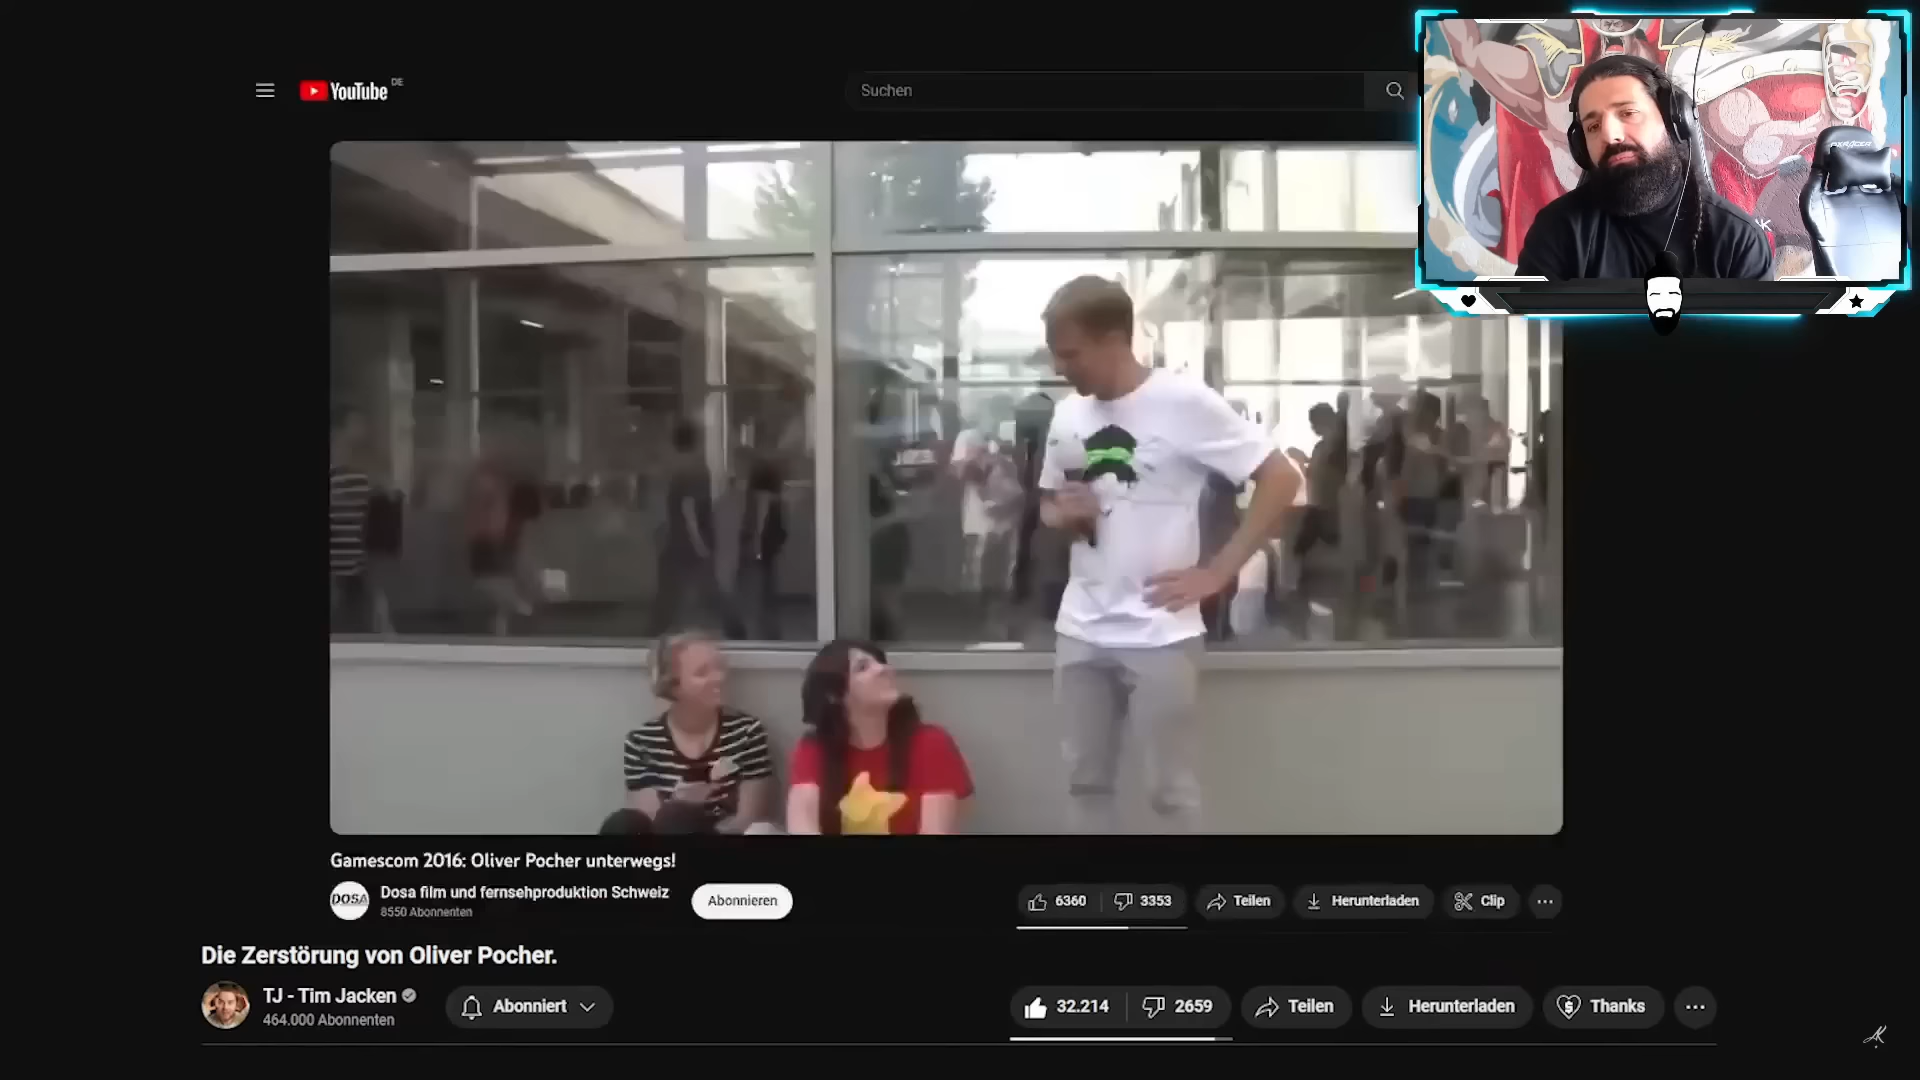 YouTube DE
Suchen
Gamescom 2016: Oliver Pocher unterwegs!
DOSA
Dosa film und fernsehproduktion Schweiz
8550 Abonnenten
Abonnieren
6360
3353
Teilen
Herunterladen
Clip
Die Zerstörung von Oliver Pocher.
TJ - Tim Jacken
464.000 Abonnenten
Abonniert
32.214
2659
Teilen
Herunterladen
Thanks